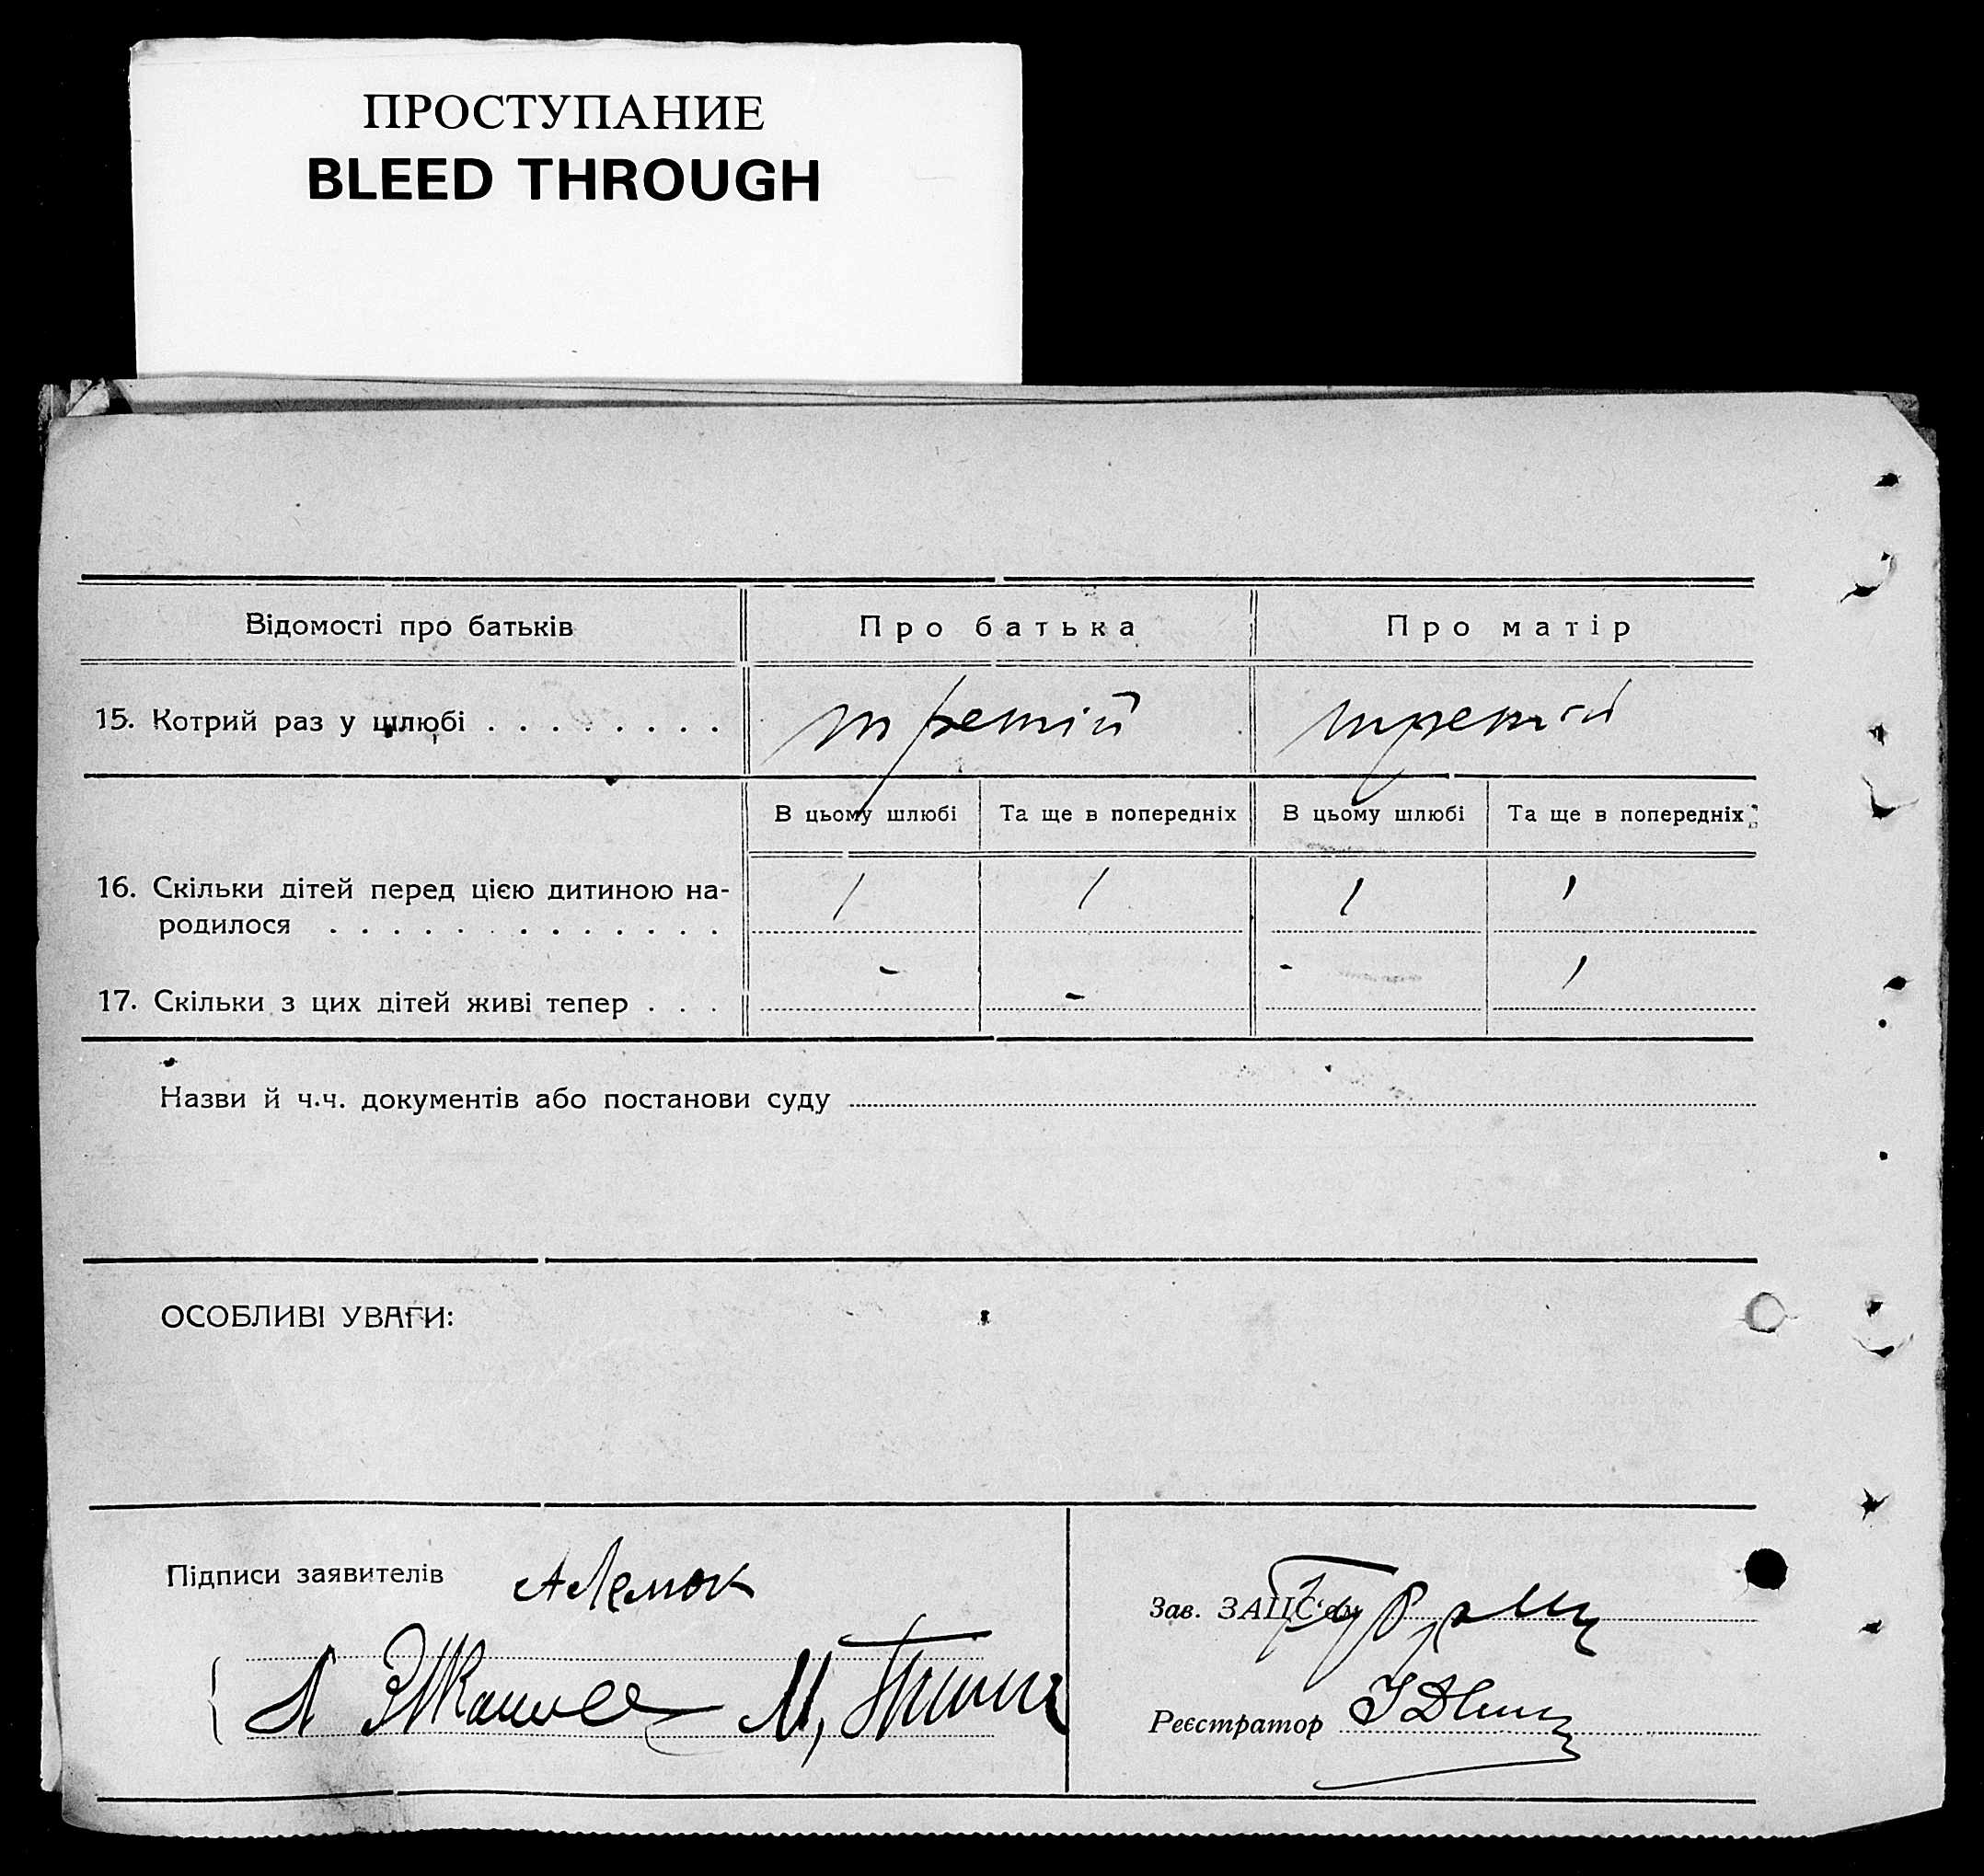 ПРОСТУПАНИЕ
BLEED THROUGH
Відомості про батьків Про батька Про матір
15. Котрий раз у шлюбі . . . . . . . . третій третій
В цьому шлюбі Та ще в попередніх В цьому шлюбі Та ще в попередніх
16. Скільки дітей перед цією дитиною на-
родилося . . . . . . . . . . . . . 1 1 1 1
17. Скільки з цих дітей живі тепер . . . - - - 1
Назви й ч.ч. документів або постанови суду
ОСОБЛИВІ УВАГИ:
Підписи заявителів
Зав. ЗАЦС'ом
Реєстратор